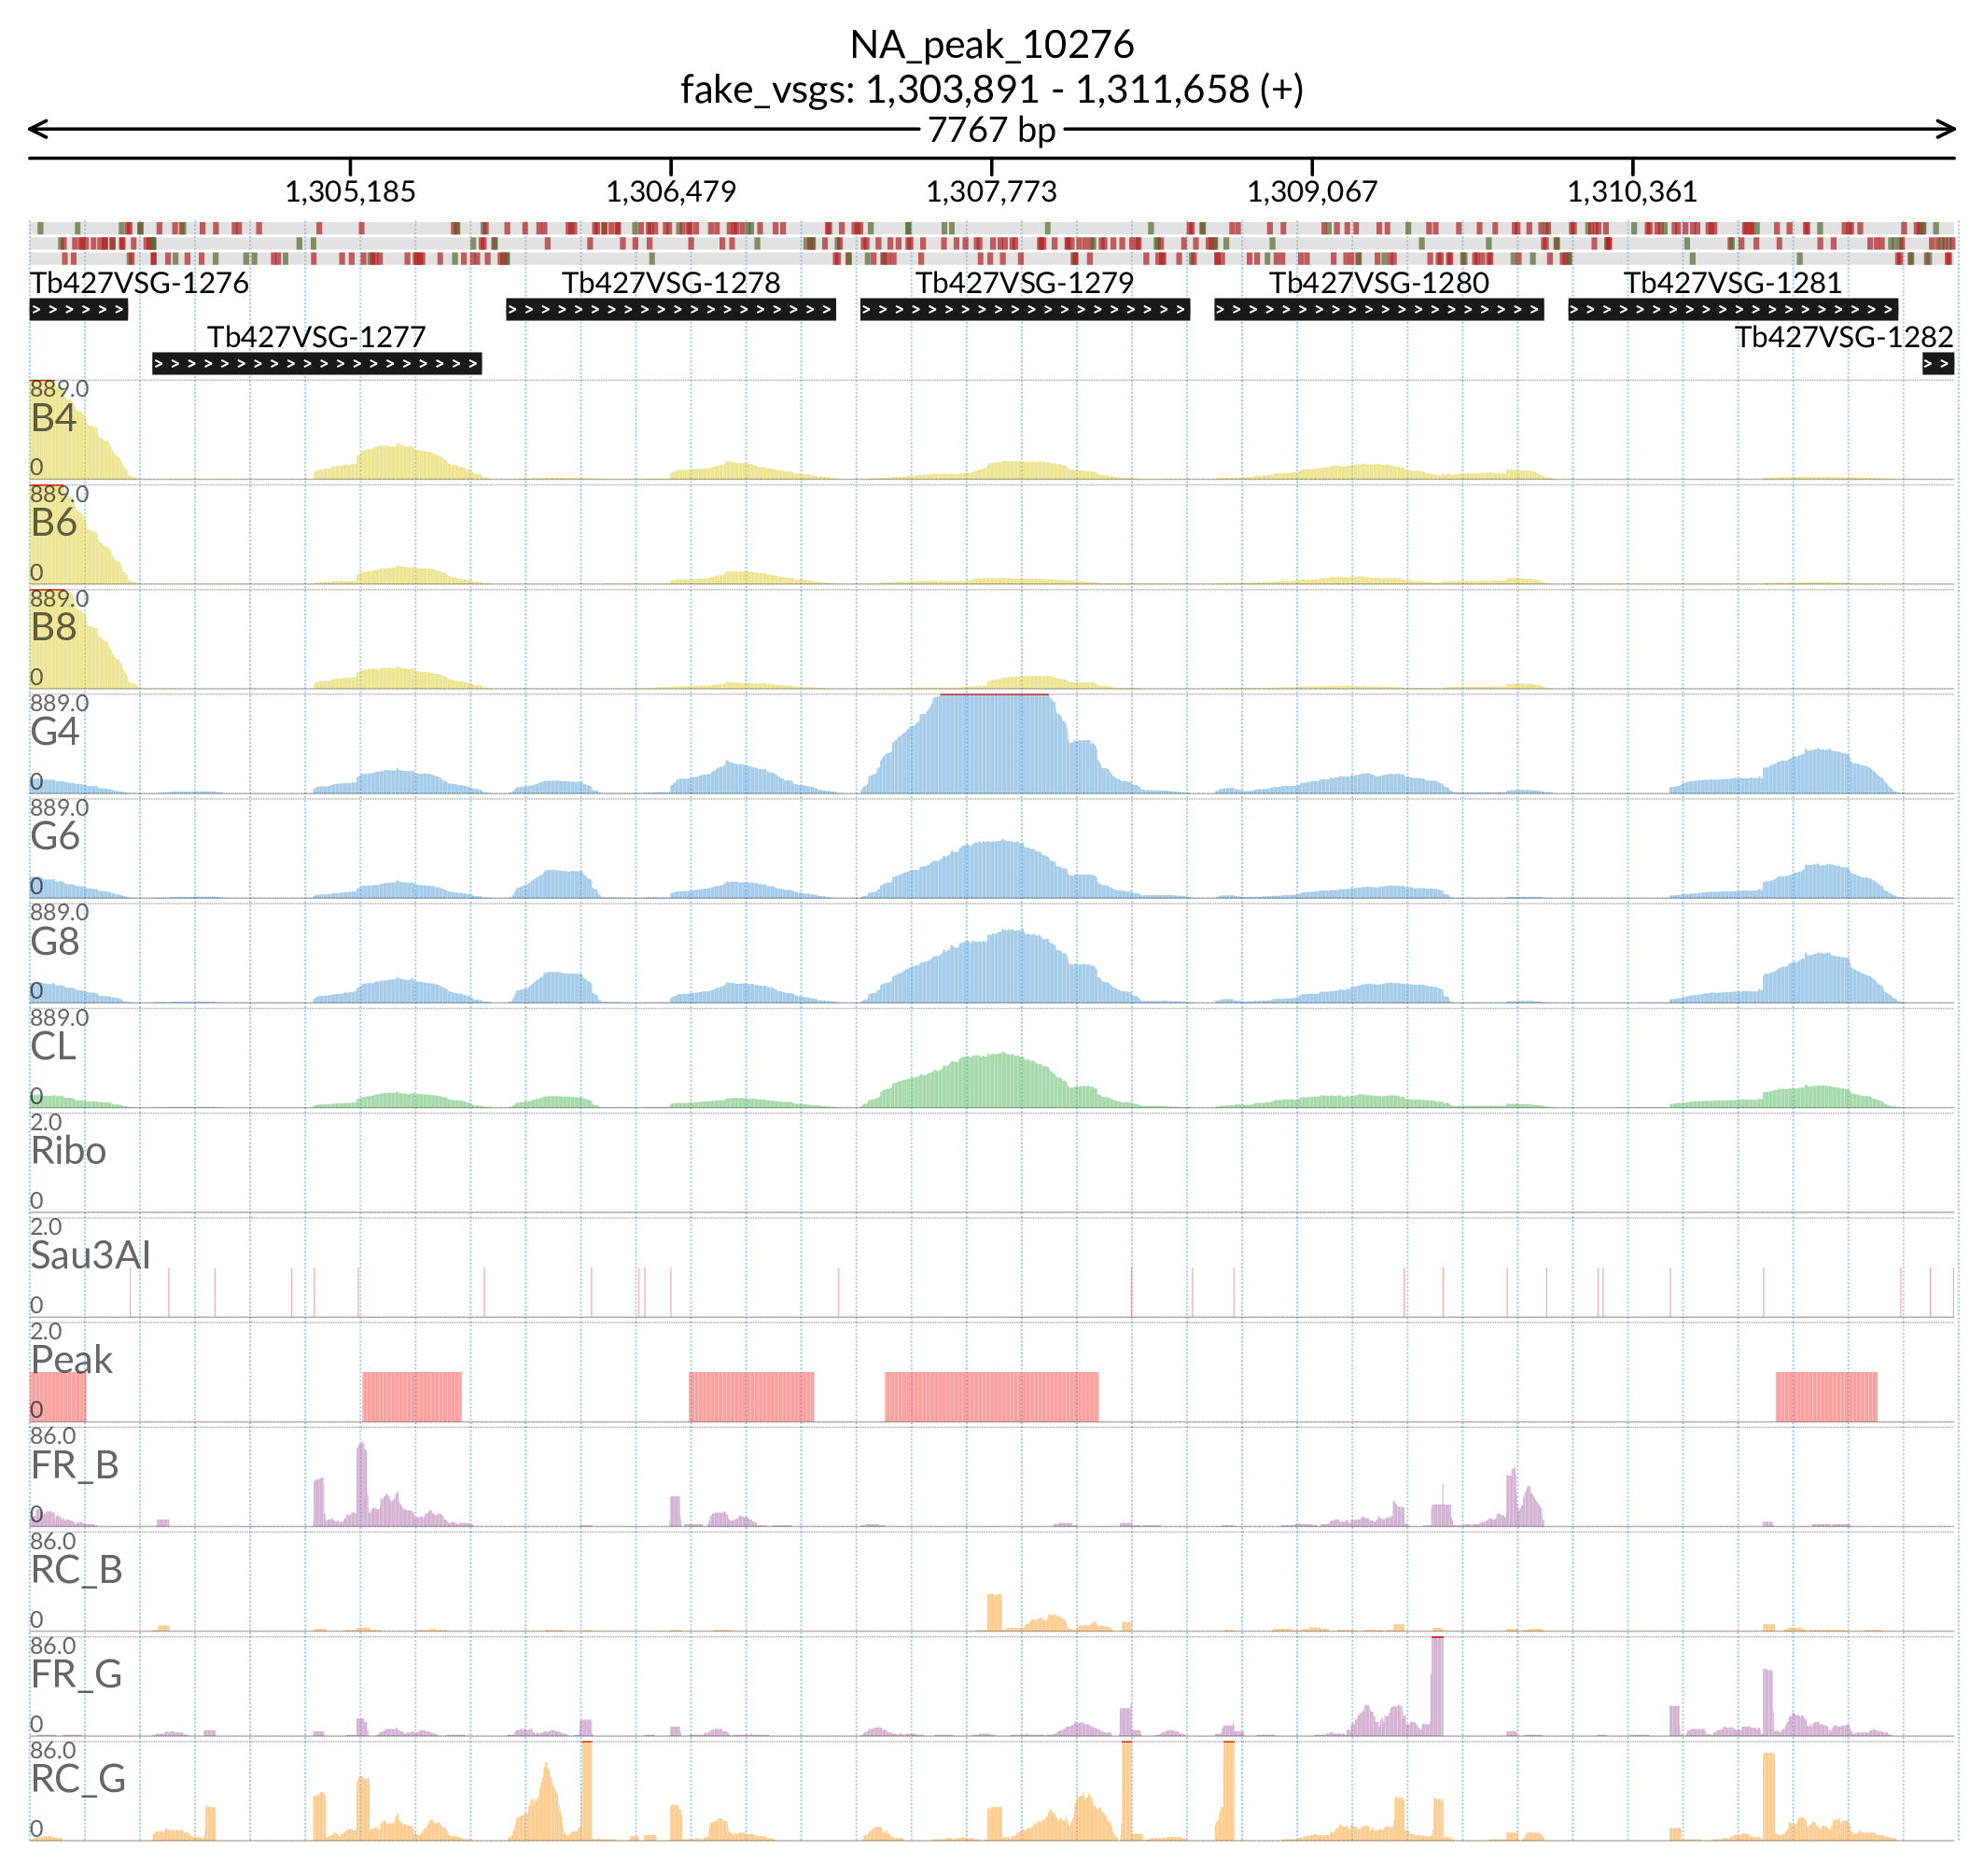 NA_peak_10276
fake_vsgs: 1,303,891 - 1,311,658 (+)
7767 bp
1,305,185 1,306,479 1,307,773 1,309,067 1,310,361
Tb427VSG-1276 Tb427VSG-1278 Tb427VSG-1279 Tb427VSG-1280 Tb427VSG-1281
Tb427VSG-1277 Tb427VSG-1282
889.0
B4
0
889.0
B6
0
889.0
B8
0
889.0
G4
0
889.0
G6
0
889.0
G8
0
889.0
CL
0
2.0
Ribo
0
2.0
Sau3AI
0
2.0
Peak
0
86.0
FR_B
0
86.0
RC_B
0
86.0
FR_G
0
86.0
RC_G
0